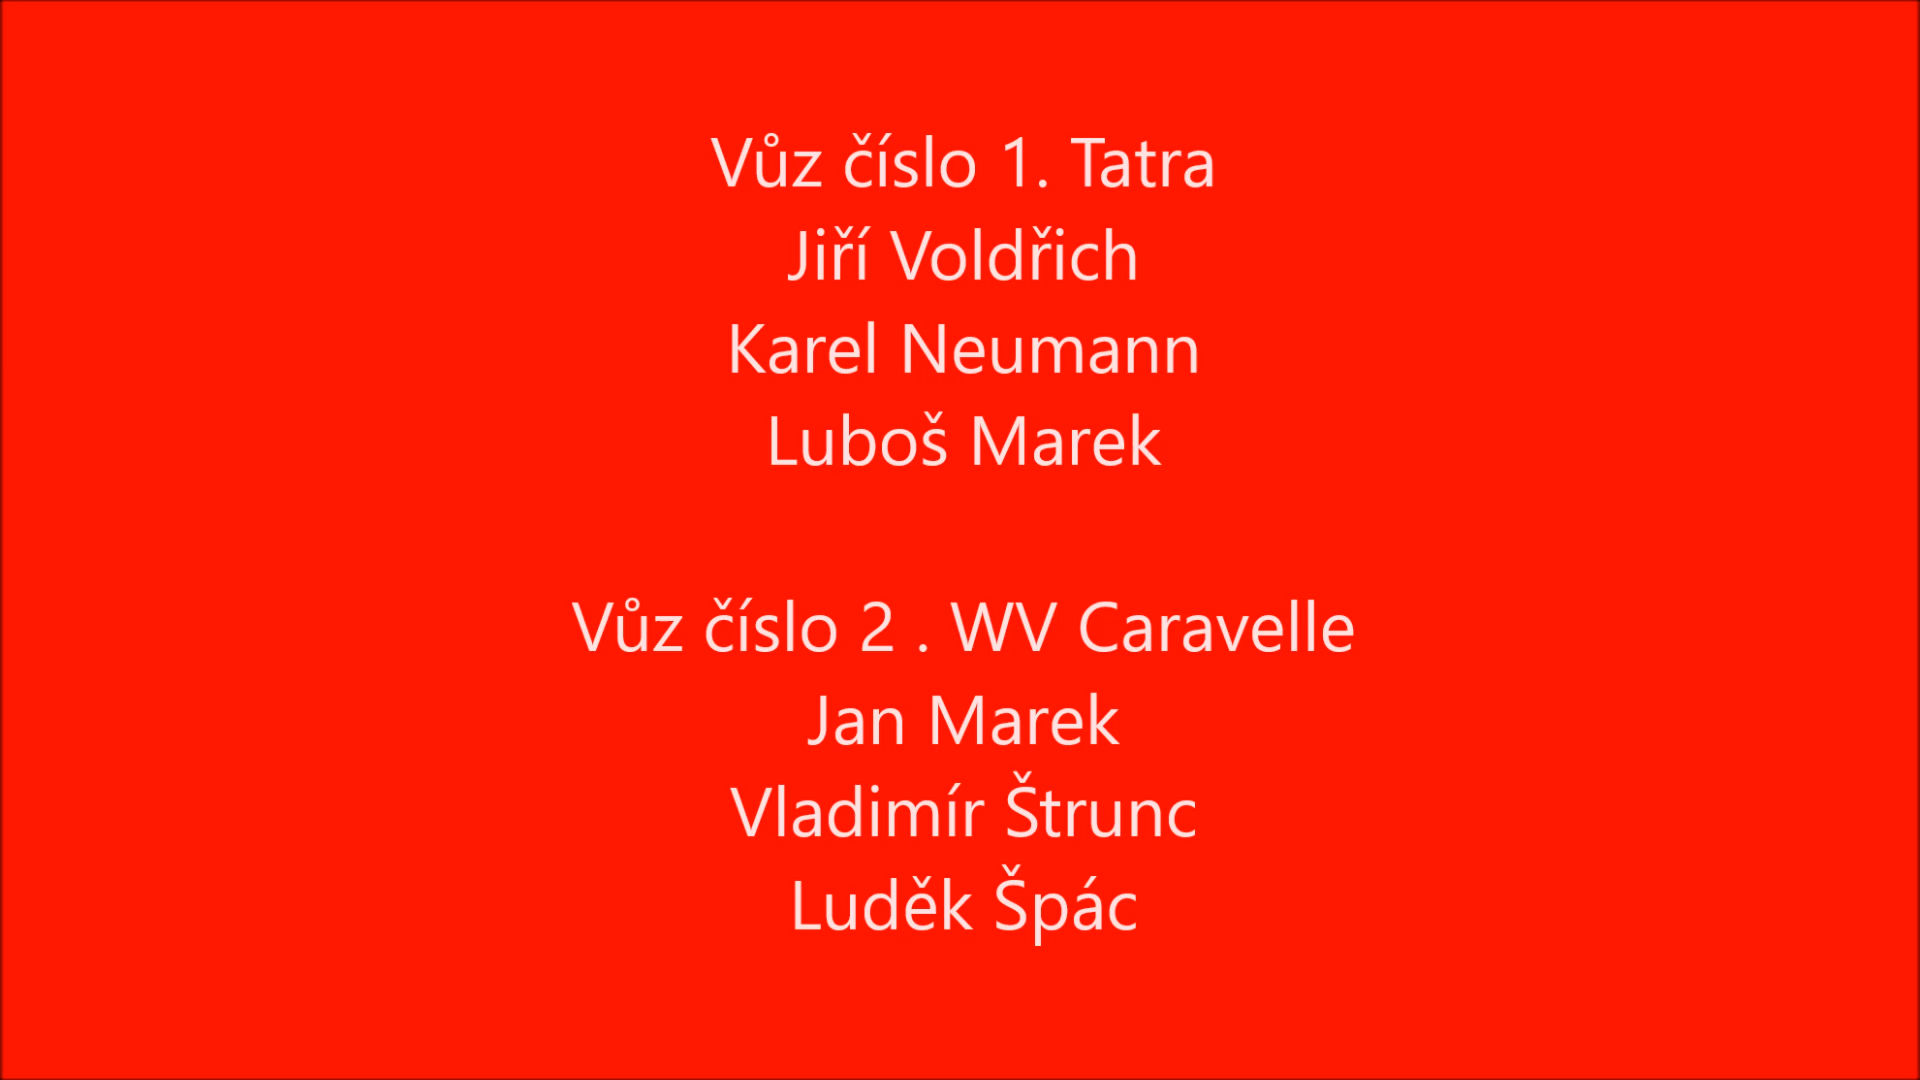 Vůz číslo 1. Tatra
Jiří Voldřich
Karel Neumann
Luboš Marek
Vůz číslo 2 . WV Caravelle
Jan Marek
Vladimír Štrunc
Luděk Špác